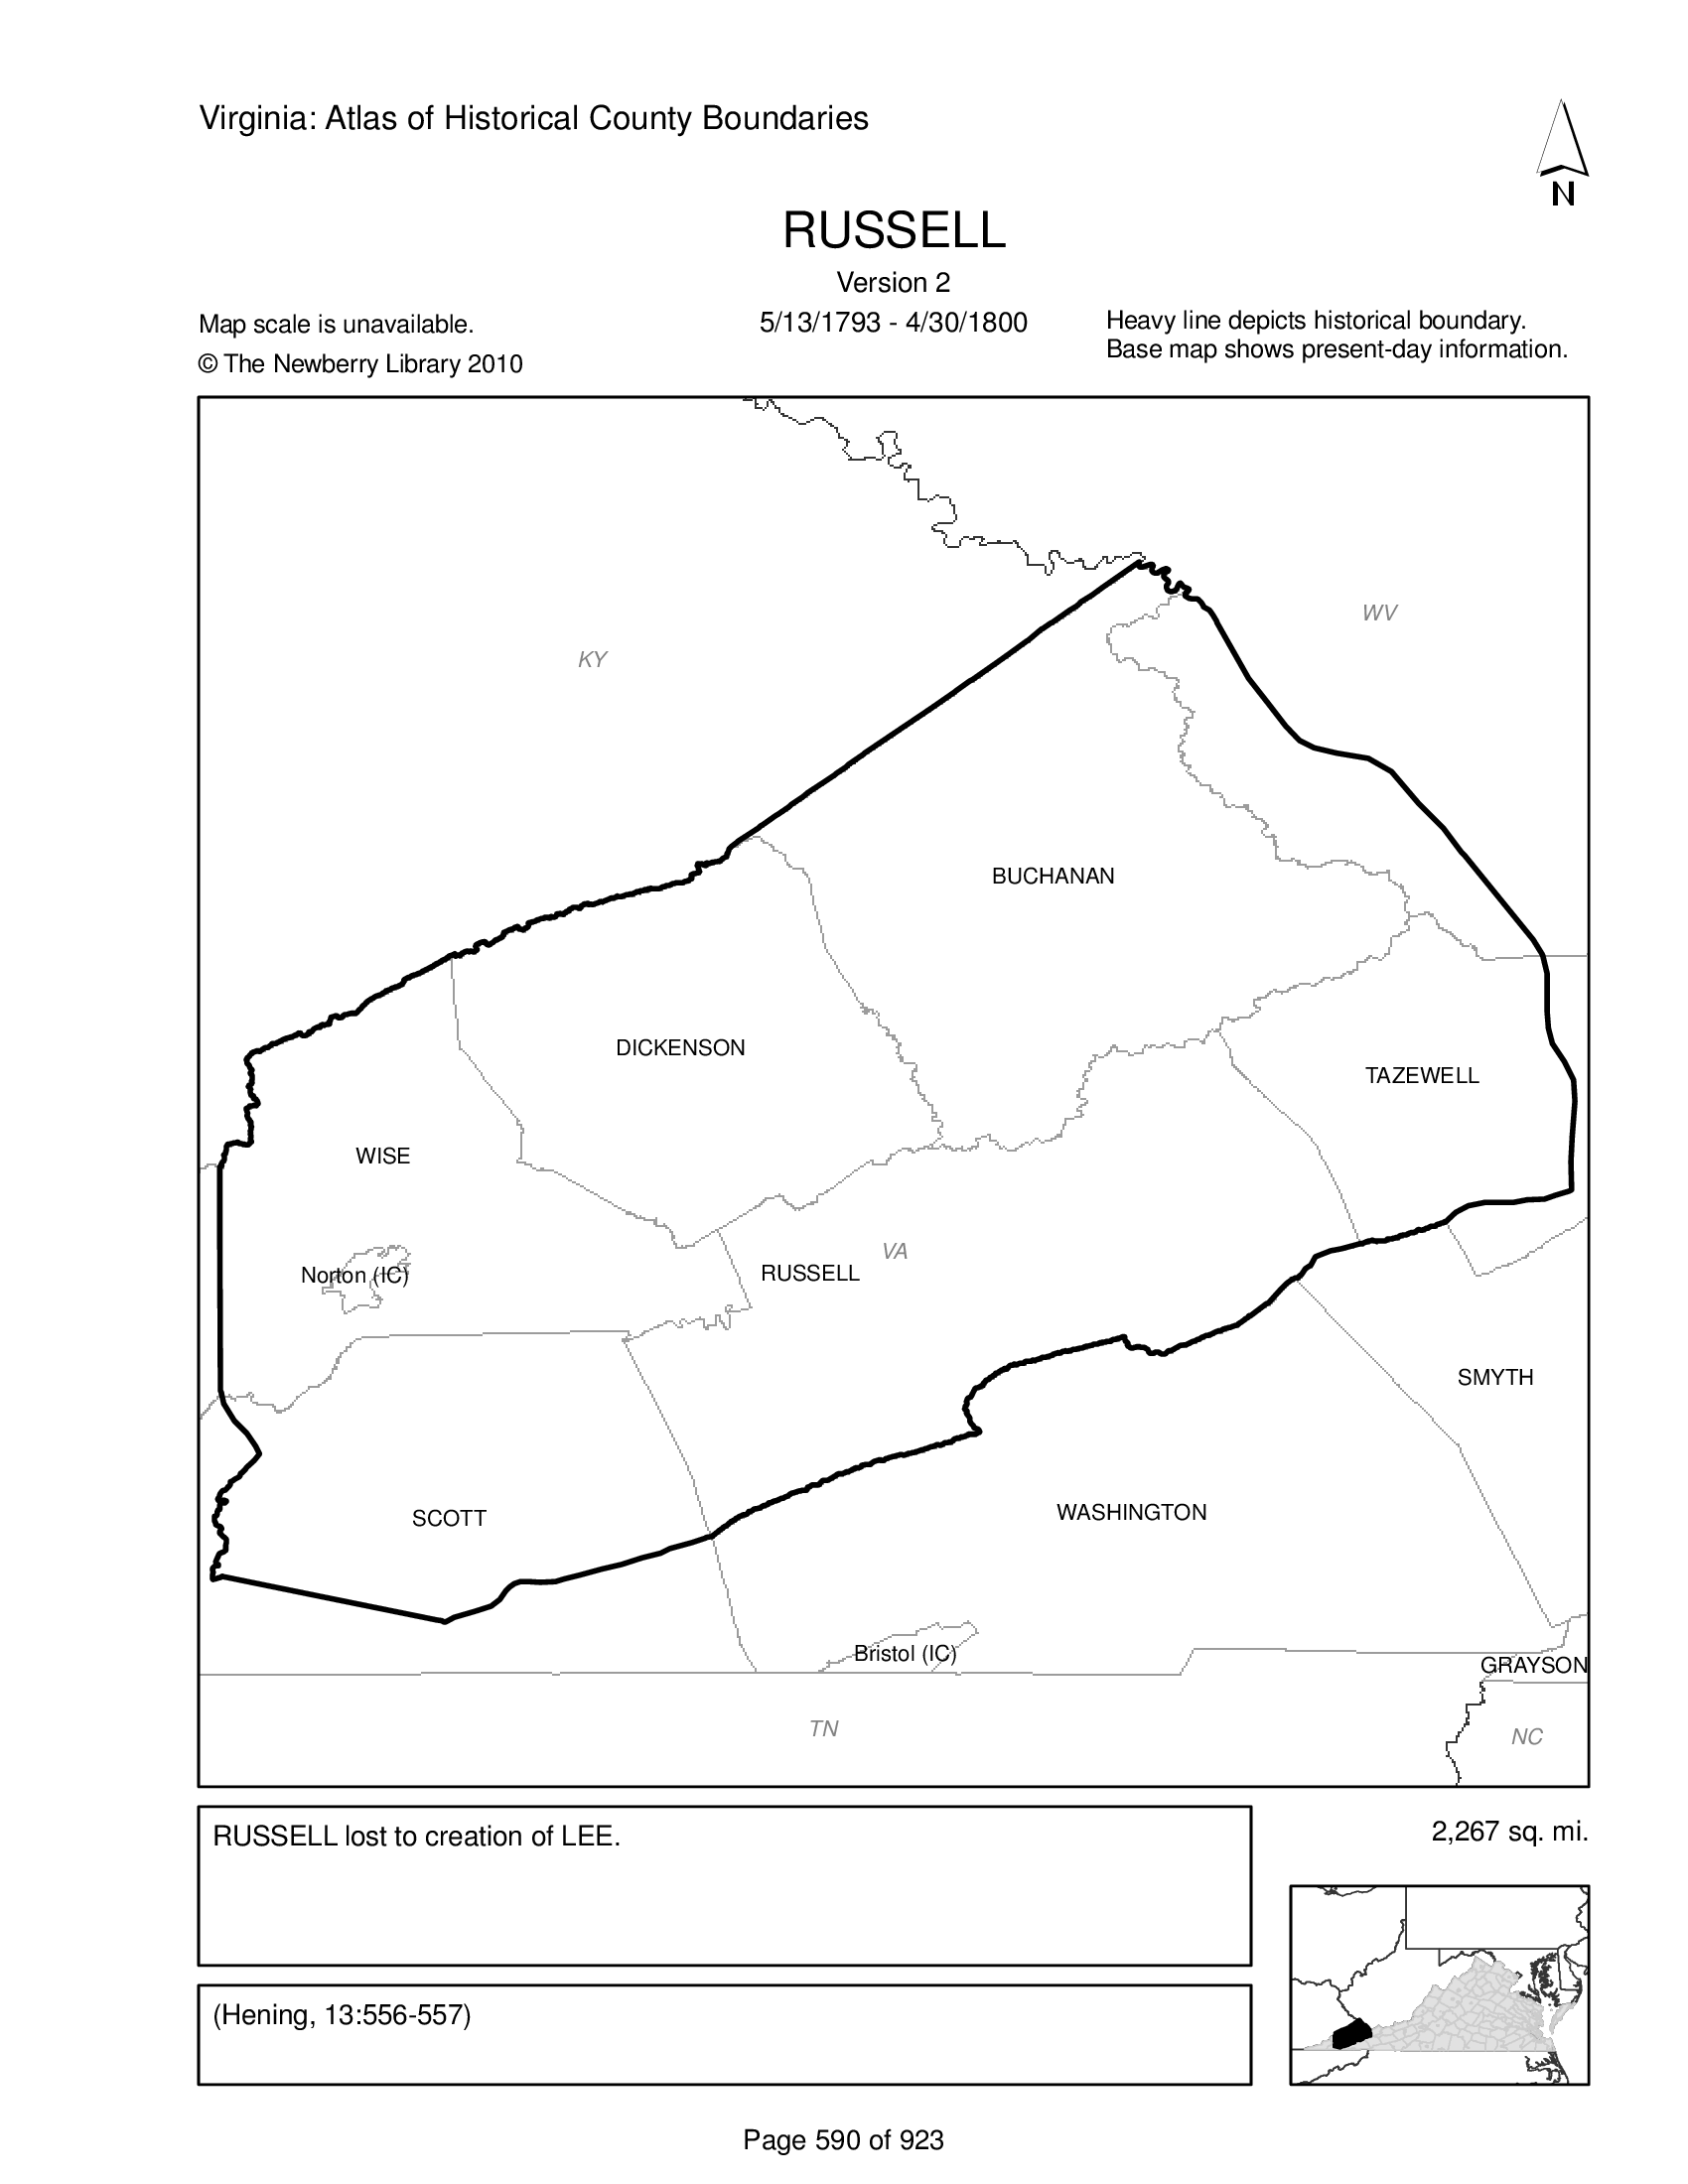 Virginia: Atlas of Historical County Boundaries
N
RUSSELL
Version 2
5/13/1793 - 4/30/1800
Map scale is unavailable.
© The Newberry Library 2010
Heavy line depicts historical boundary.
Base map shows present-day information.
WV
KY
BUCHANAN
DICKENSON
TAZEWELL
WISE
VA
Norton (IC)
RUSSELL
SMYTH
SCOTT
WASHINGTON
Bristol (IC)
GRAYSON
TN
NC
RUSSELL lost to creation of LEE.
2,267 sq. mi.
(Hening, 13:556-557)
Page 590 of 923